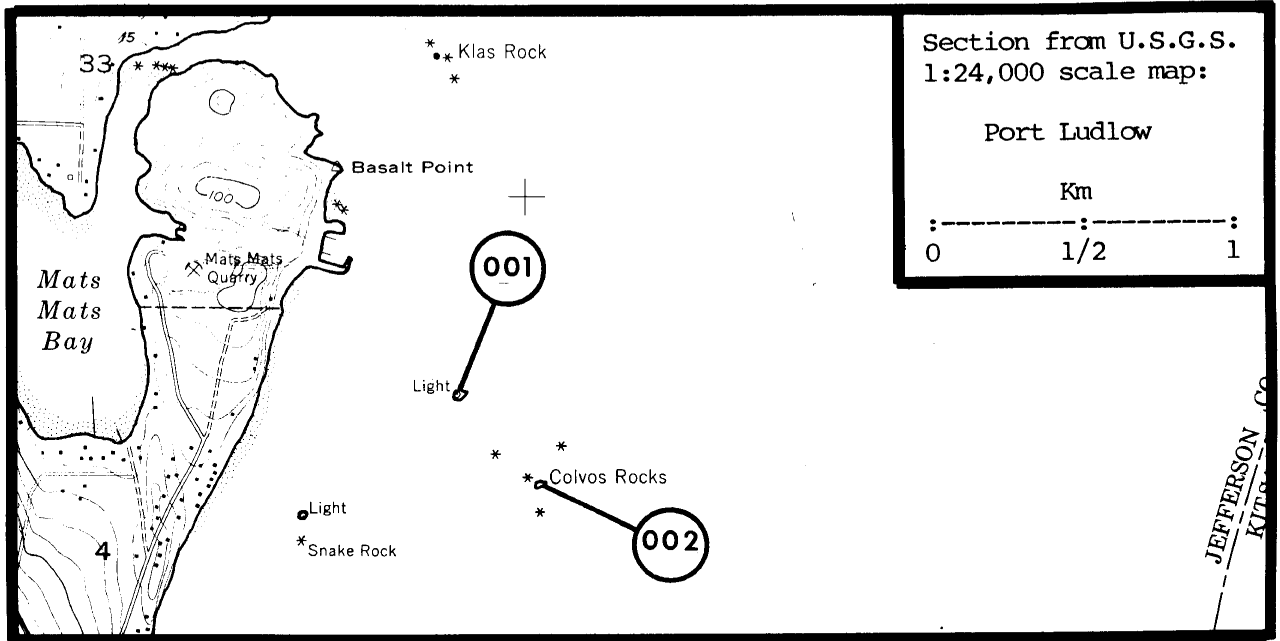 Section from U.S.G.S.
1:24,000 scale map:
Port Ludlow
Km
0 1/2 1
15
33
Klas Rock
Basalt Point
100
Mats Mats
Quarry
Mats
Mats
Bay
001
Light
Colvos Rocks
002
Light
Snake Rock
4
JEFFERSON CO